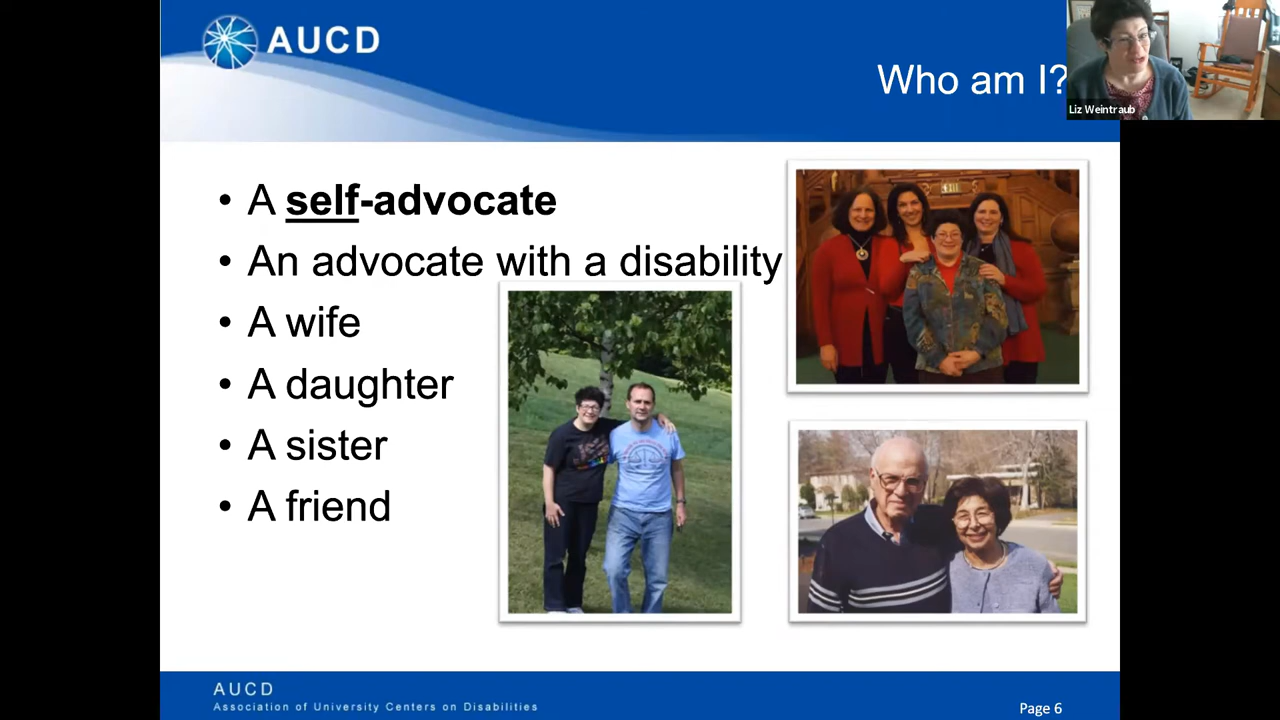 AUCD
Who am I?
Liz Weintraub
• A self-advocate
• An advocate with a disability
• A wife
• A daughter
• A sister
• A friend
AUCD
Association of University Centers on Disabilities
Page 6